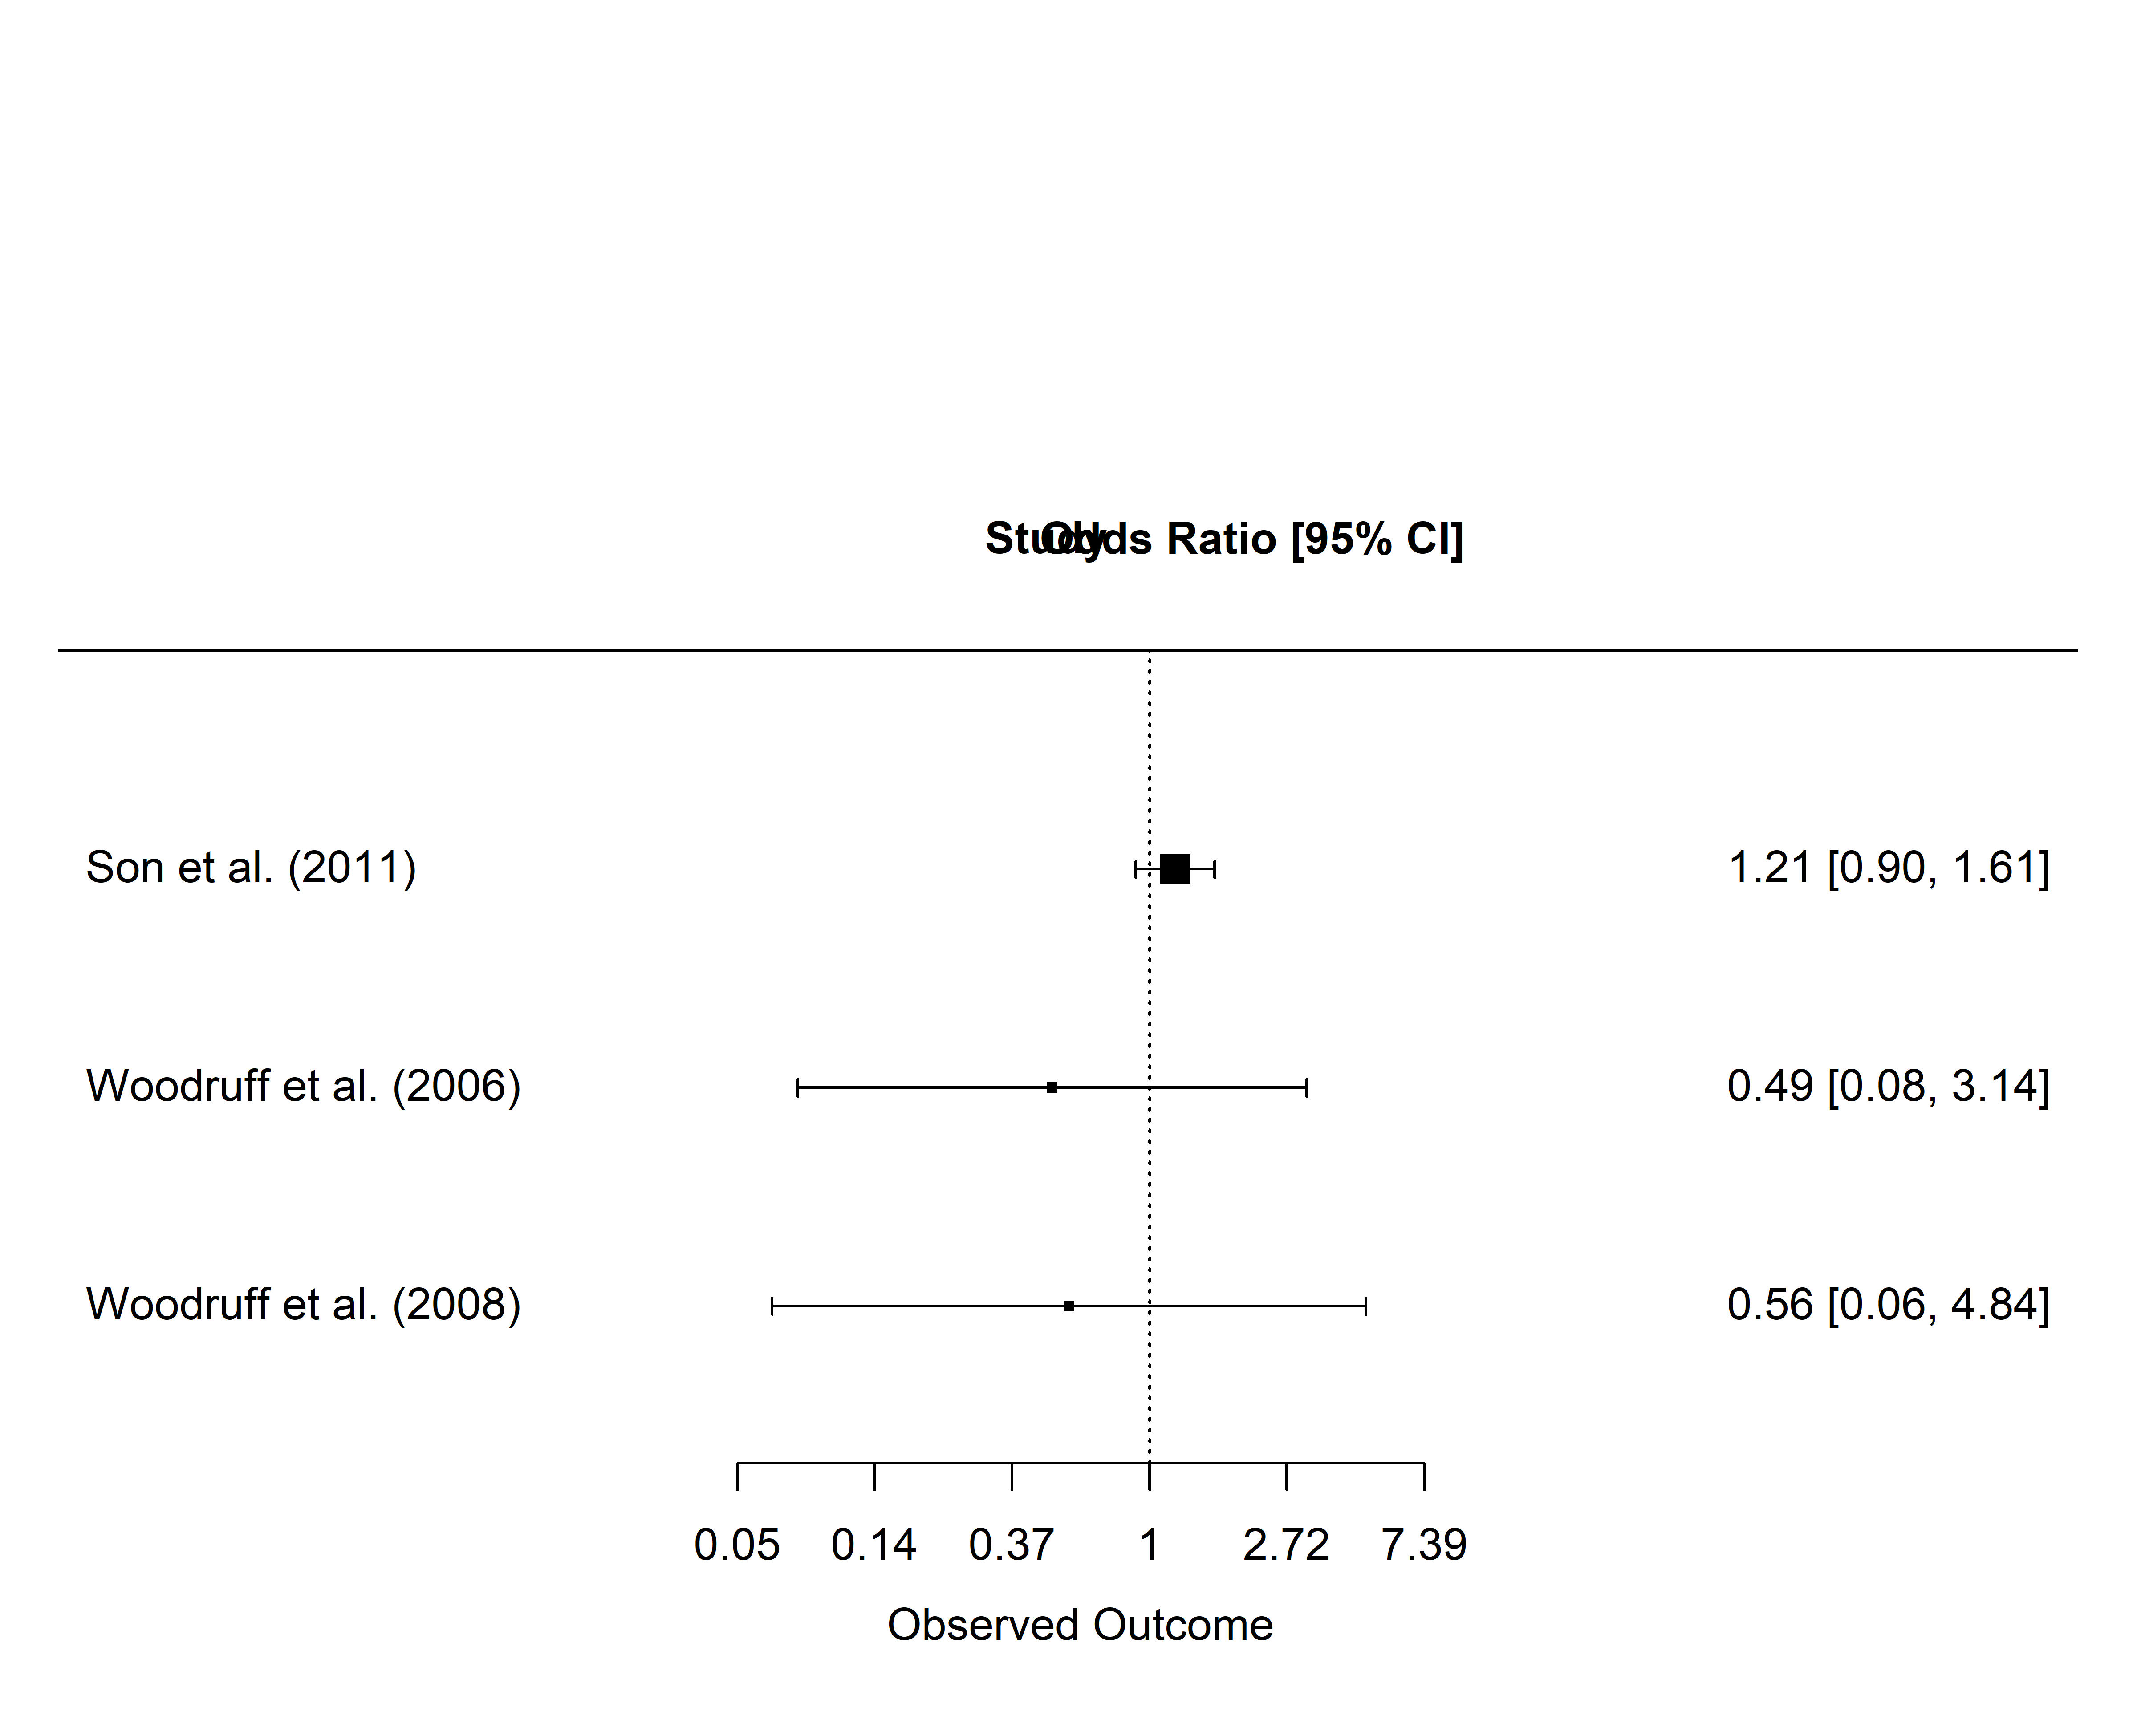 Study Odds Ratio [95% CI]
Son et al. (2011) 1.21 [0.90, 1.61]
Woodruff et al. (2006) 0.49 [0.08, 3.14]
Woodruff et al. (2008) 0.56 [0.06, 4.84]
0.05 0.14 0.37 1 2.72 7.39
Observed Outcome